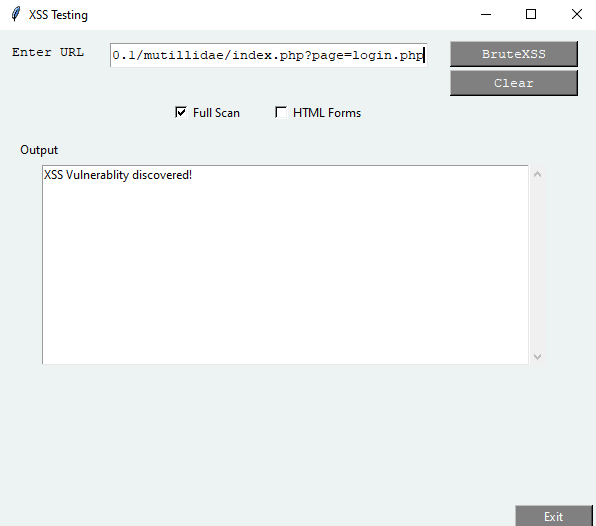 XSS Testing
Enter URL
0.1/mutillidae/index.php?page=login.php
BruteXSS
Clear
Full Scan
HTML Forms
Output
XSS Vulnerablity discovered!
Exit